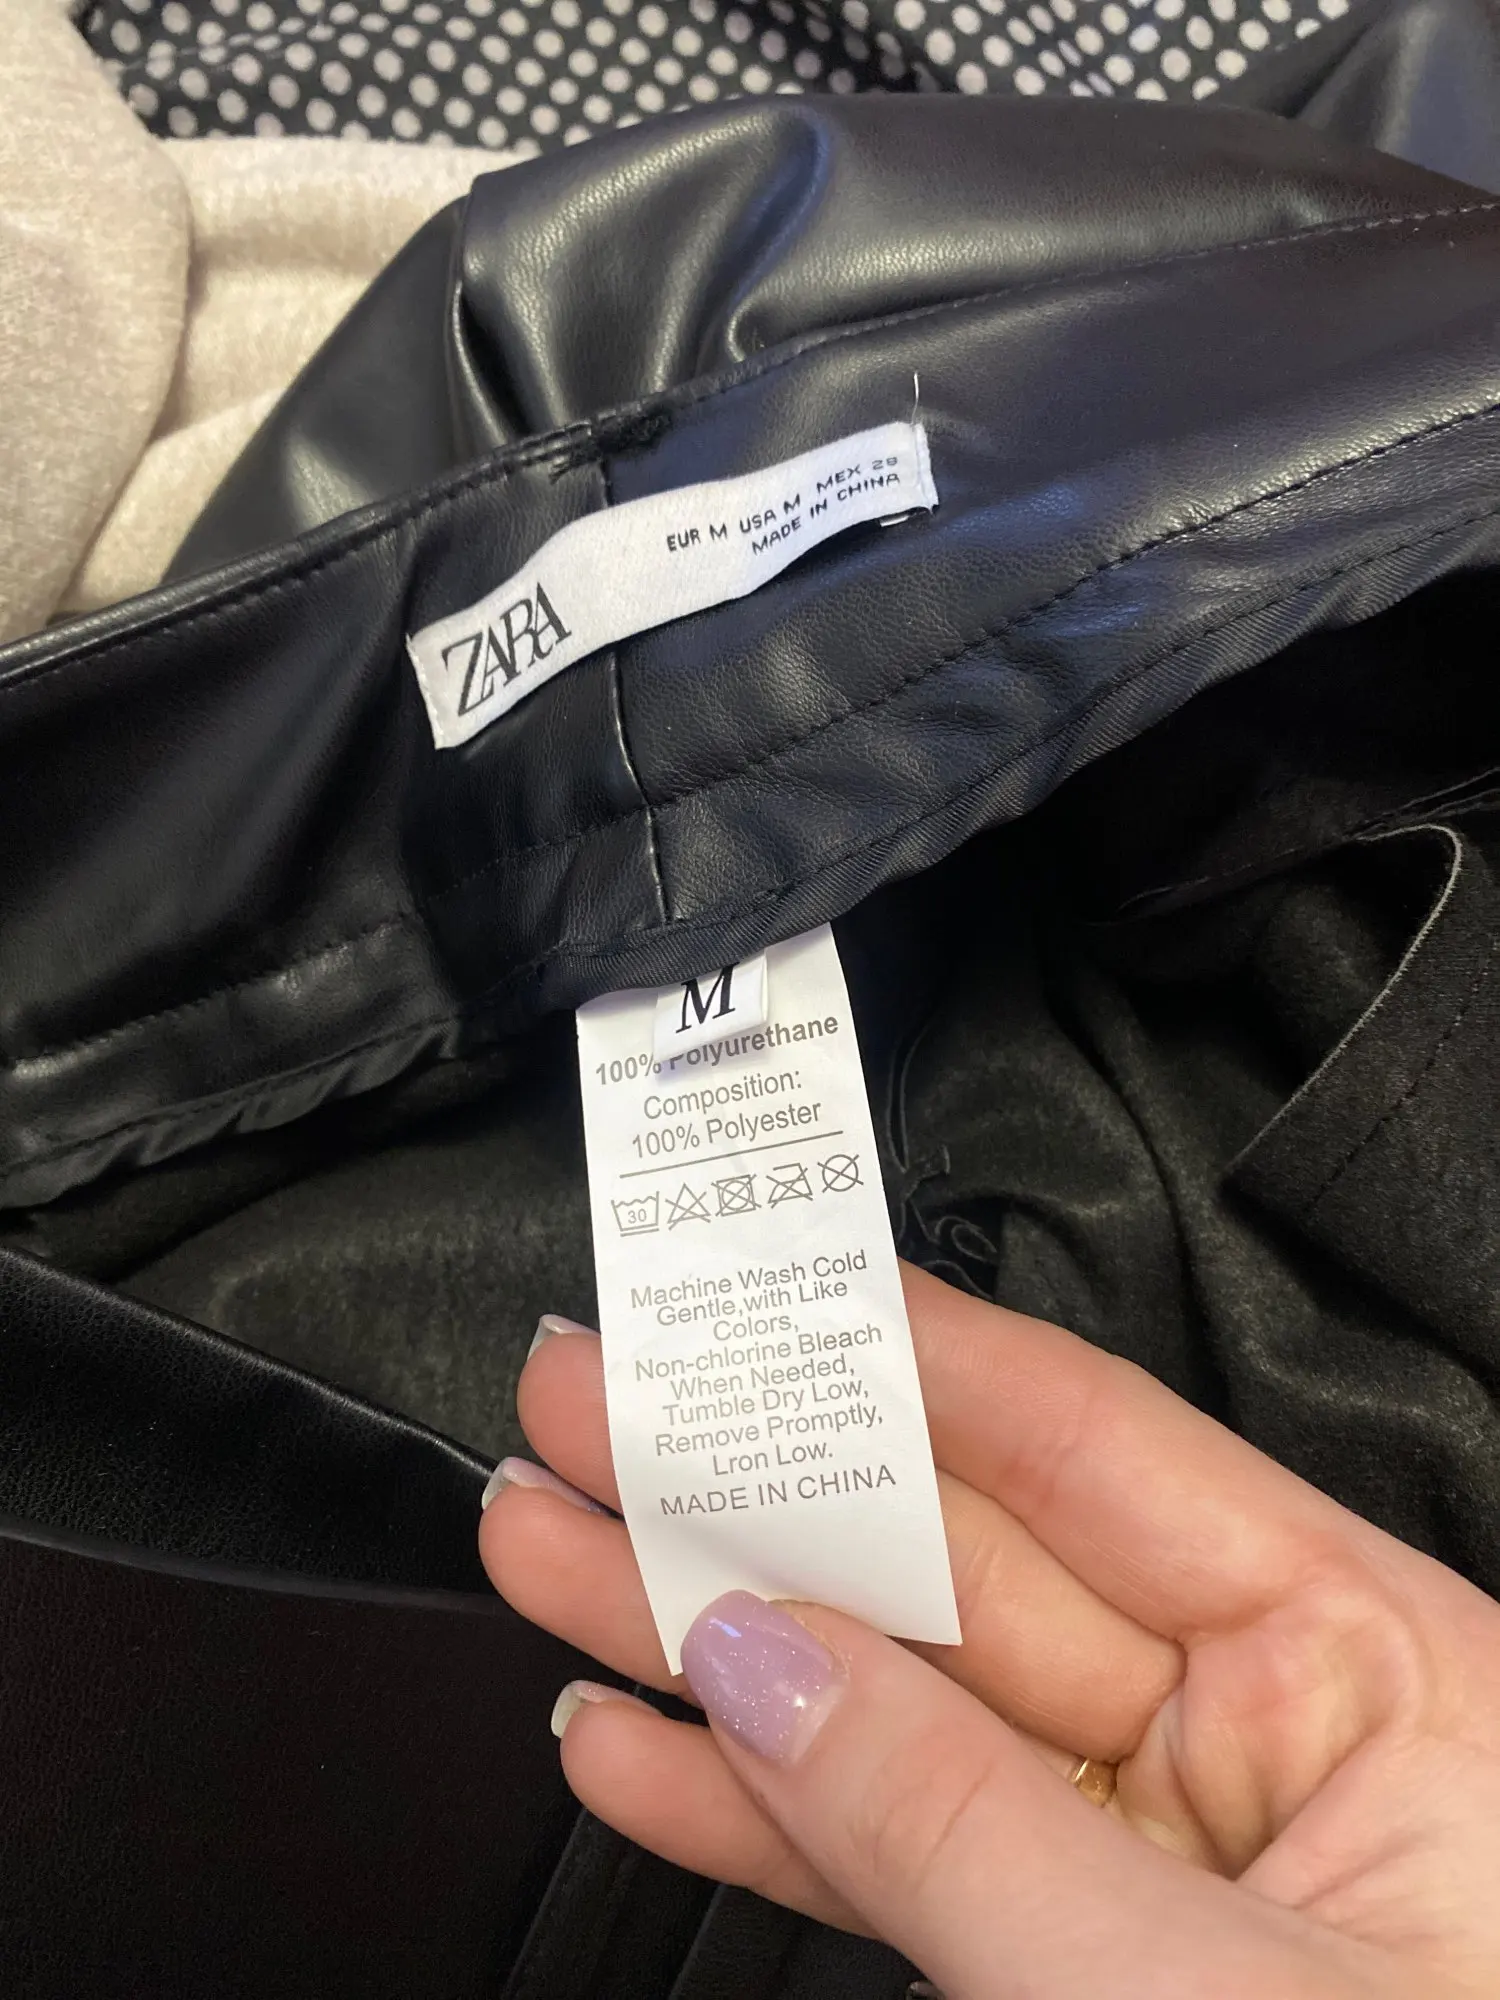 ZARA
EUR M USA M MEX 28
MADE IN CHINA
M
100% Polyurethane
Composition:
100% Polyester
30
Machine Wash Cold
Gentle,with Like
Colors,
Non-chlorine Bleach
When Needed,
Tumble Dry Low,
Remove Promptly,
Lron Low.
MADE IN CHINA